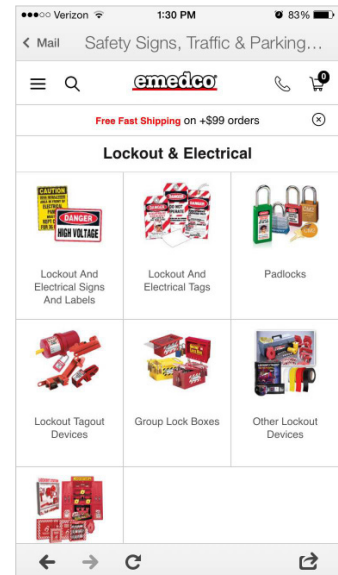 Verizon 1:30 PM 83%
Mail Safety Signs, Traffic & Parking...
emedco 0
Free Fast Shipping on +$99 orders
Lockout & Electrical
CAUTION
DANGER
HIGH VOLTAGE
Lockout And
Electrical Signs
And Labels
Lockout And
Electrical Tags
Padlocks
Lockout Tagout
Devices
Group Lock Boxes
Other Lockout
Devices